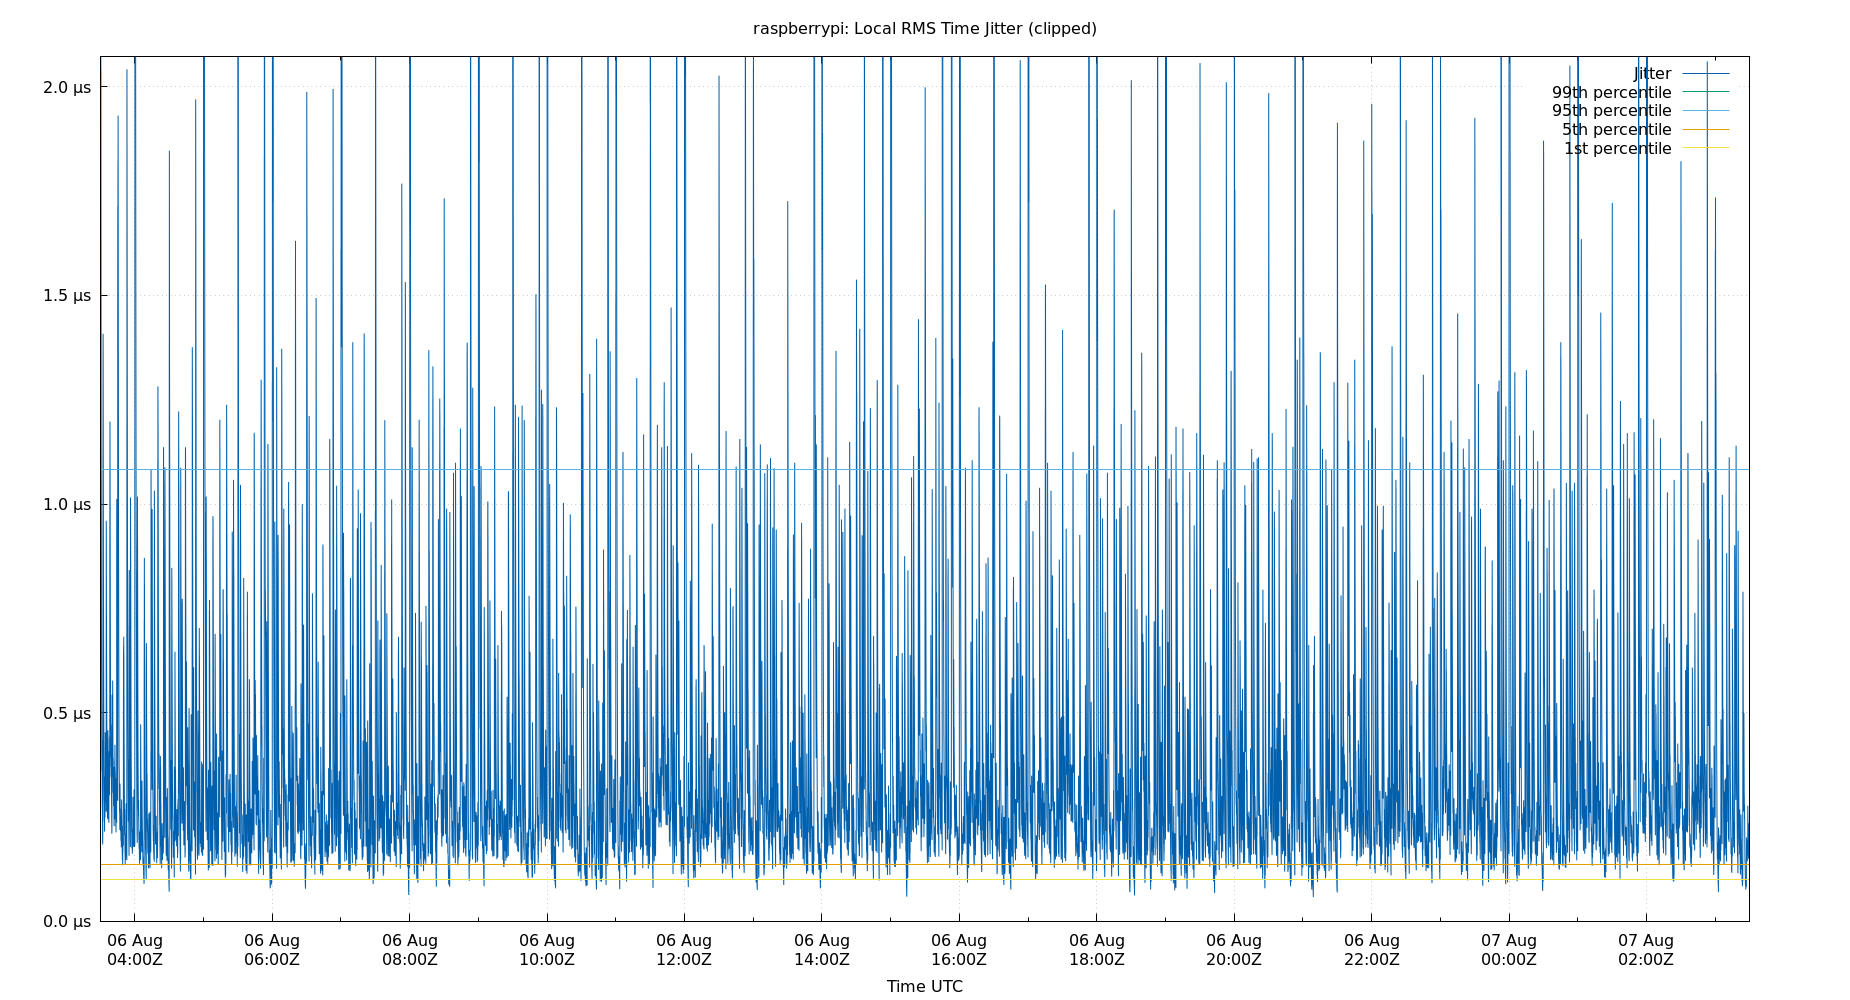 raspberrypi: Local RMS Time Jitter (clipped)
2.0 µs
1.5 µs
1.0 µs
0.5 µs
0.0 µs
Jitter
99th percentile
95th percentile
5th percentile
1st percentile
06 Aug 06 Aug 06 Aug 06 Aug 06 Aug 06 Aug 06 Aug 06 Aug 06 Aug 06 Aug 07 Aug 07 Aug
04:00Z 06:00Z 08:00Z 10:00Z 12:00Z 14:00Z 16:00Z 18:00Z 20:00Z 22:00Z 00:00Z 02:00Z
Time UTC